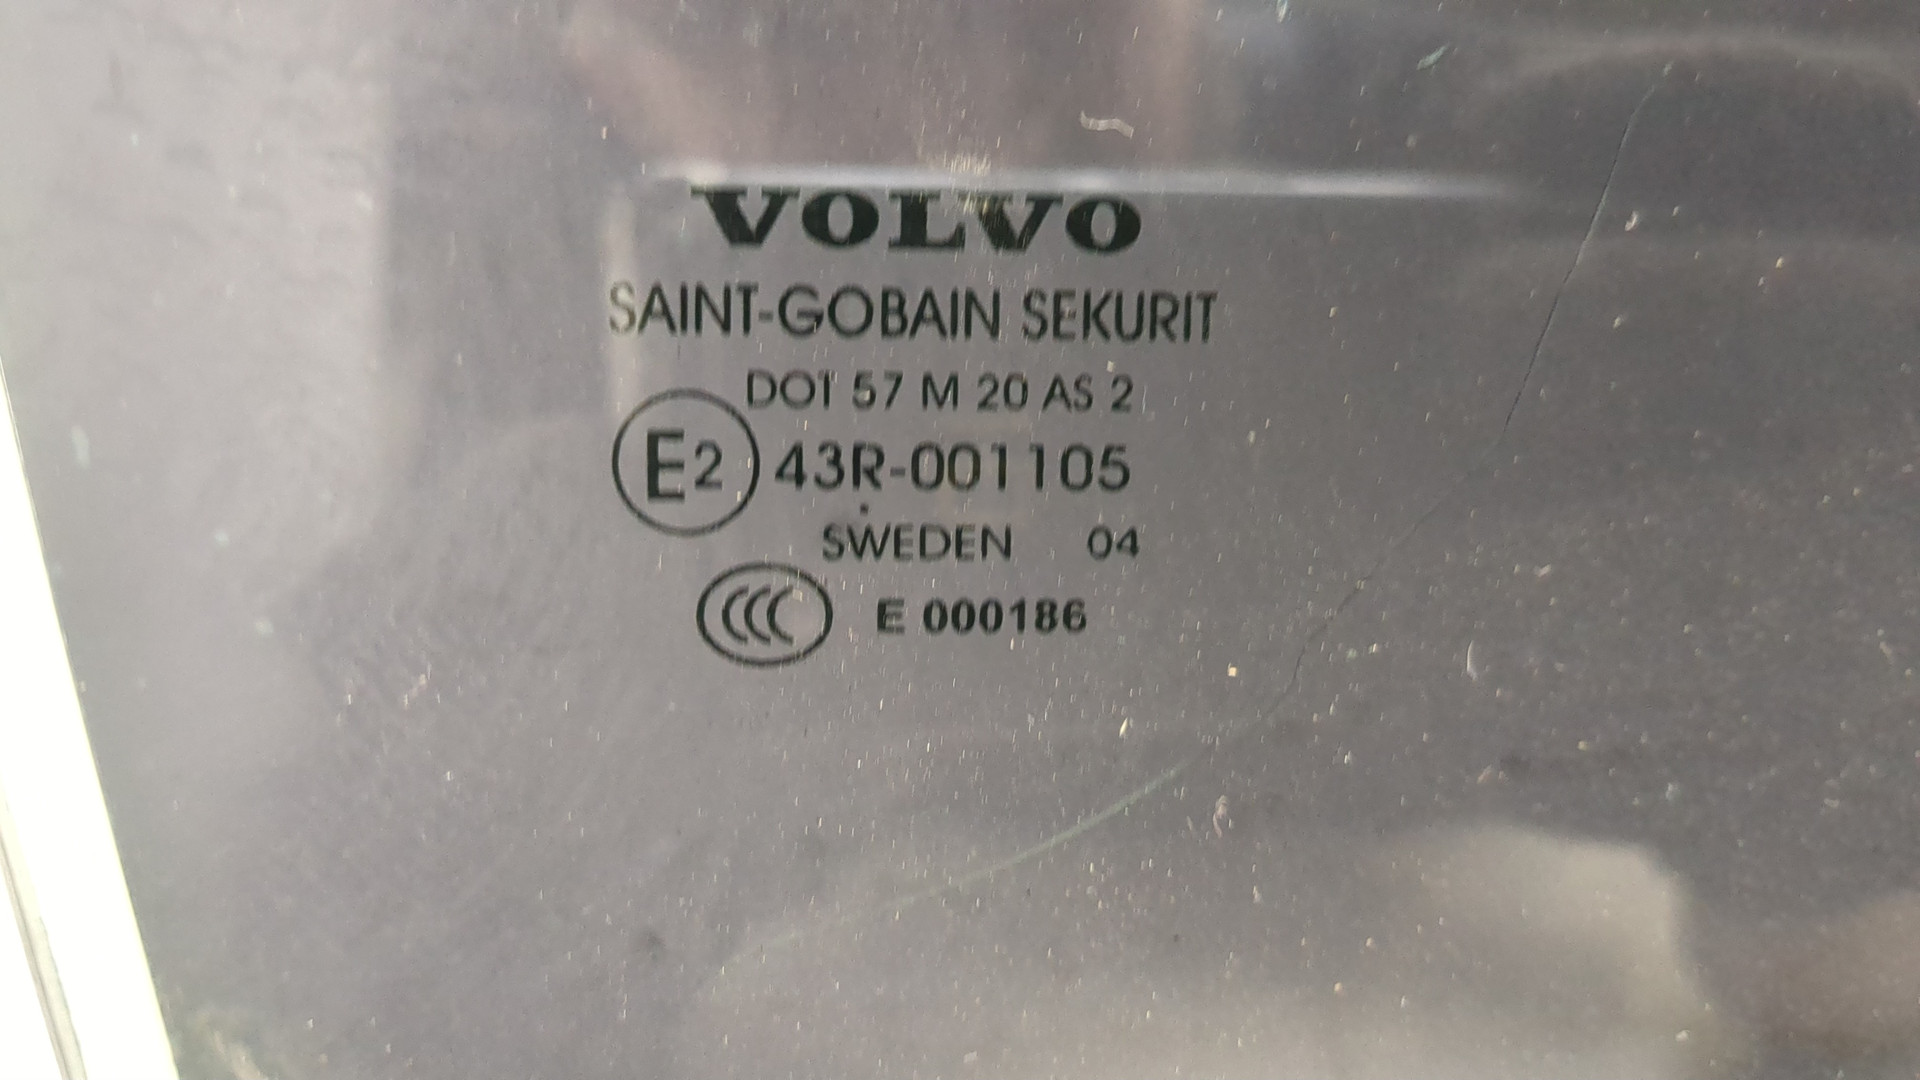 VOLVO
SAINT-GOBAIN SEKURIT
DOT 57 M 20 AS 2
E2 43R-001105
SWEDEN 04
CCC E 000186